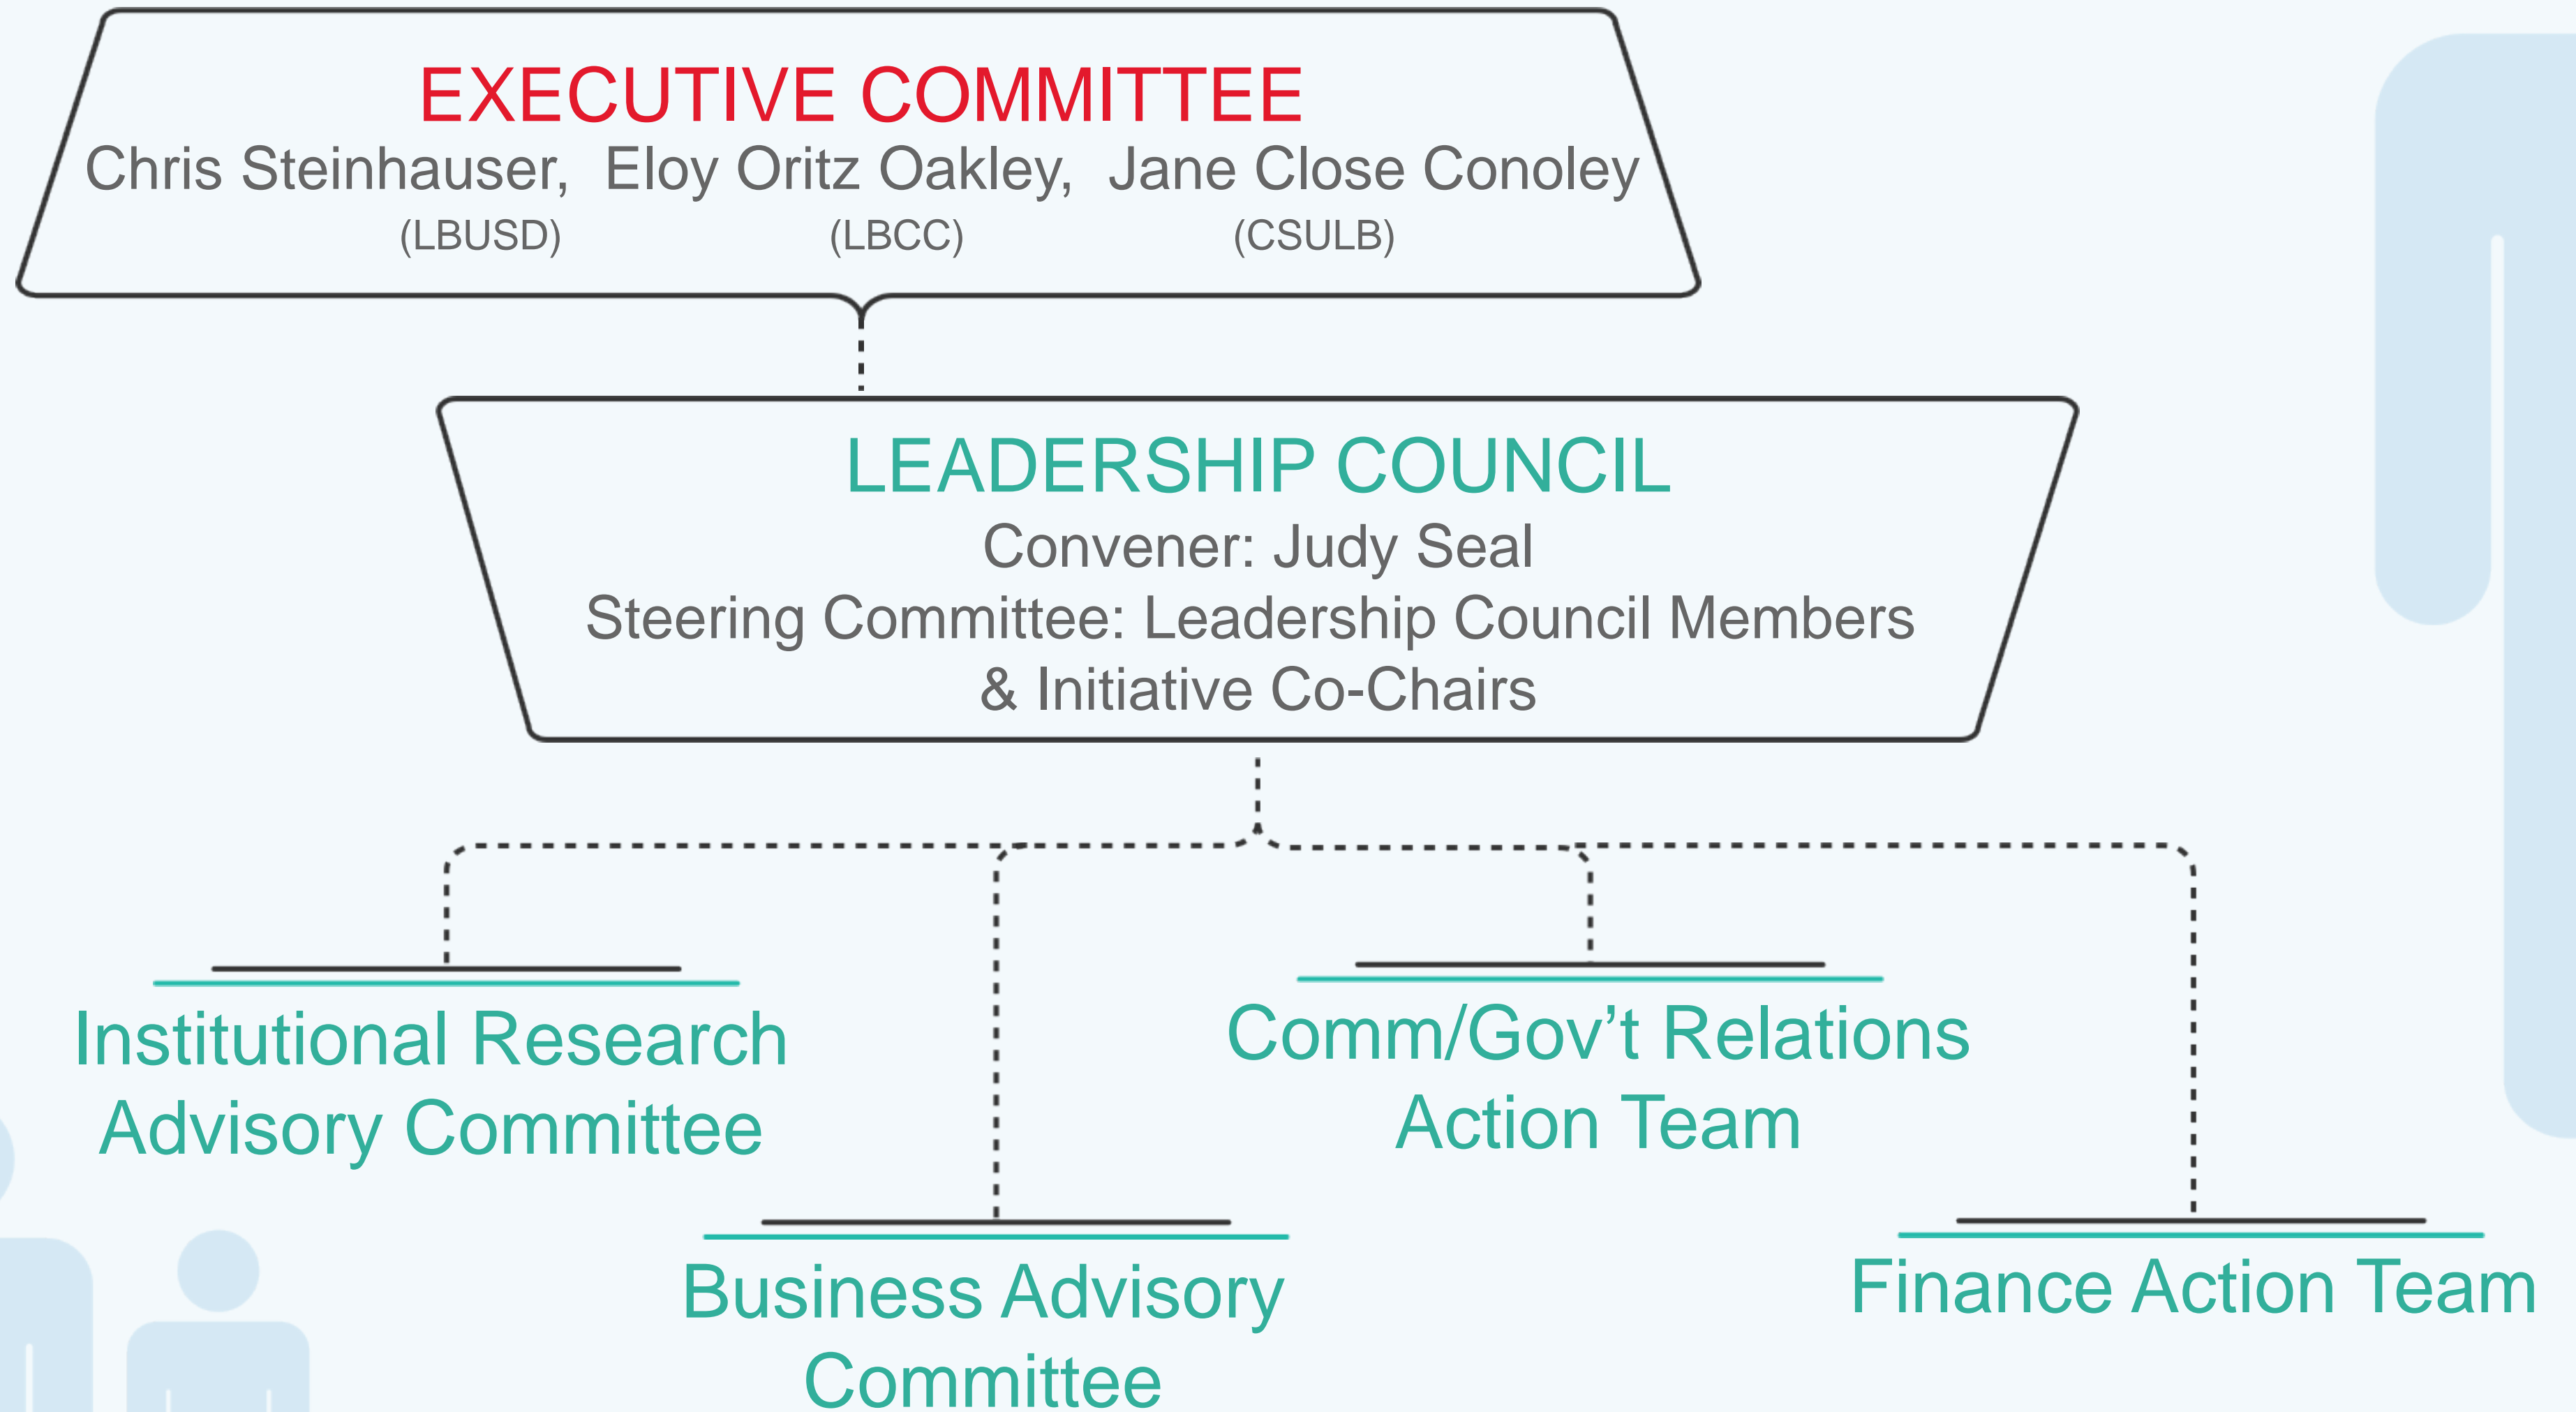 EXECUTIVE COMMITTEE
Chris Steinhauser, Eloy Oritz Oakley, Jane Close Conoley
(LBUSD) (LBCC) (CSULB)
LEADERSHIP COUNCIL
Convener: Judy Seal
Steering Committee: Leadership Council Members
& Initiative Co-Chairs
Institutional Research
Advisory Committee
Comm/Gov’t Relations
Action Team
Business Advisory
Committee
Finance Action Team